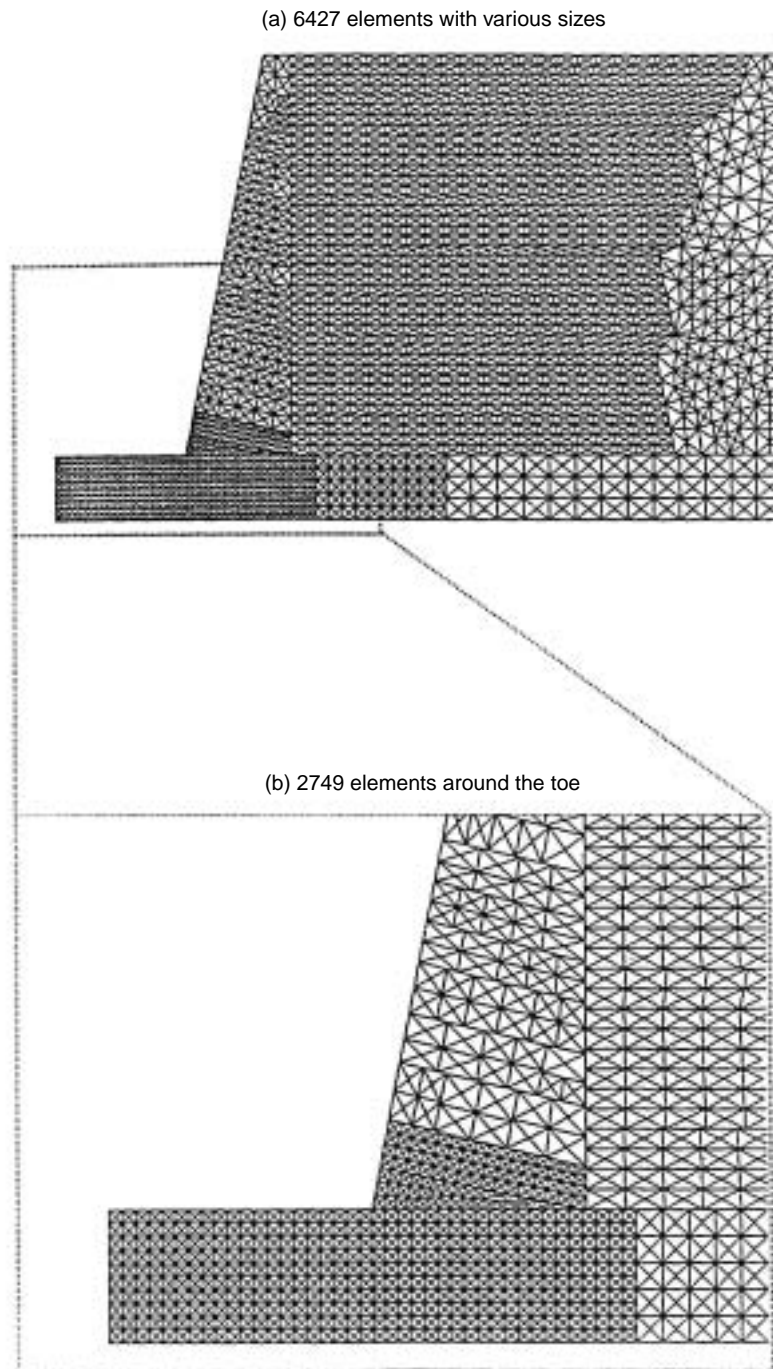 (a) 6427 elements with various sizes
(b) 2749 elements around the toe